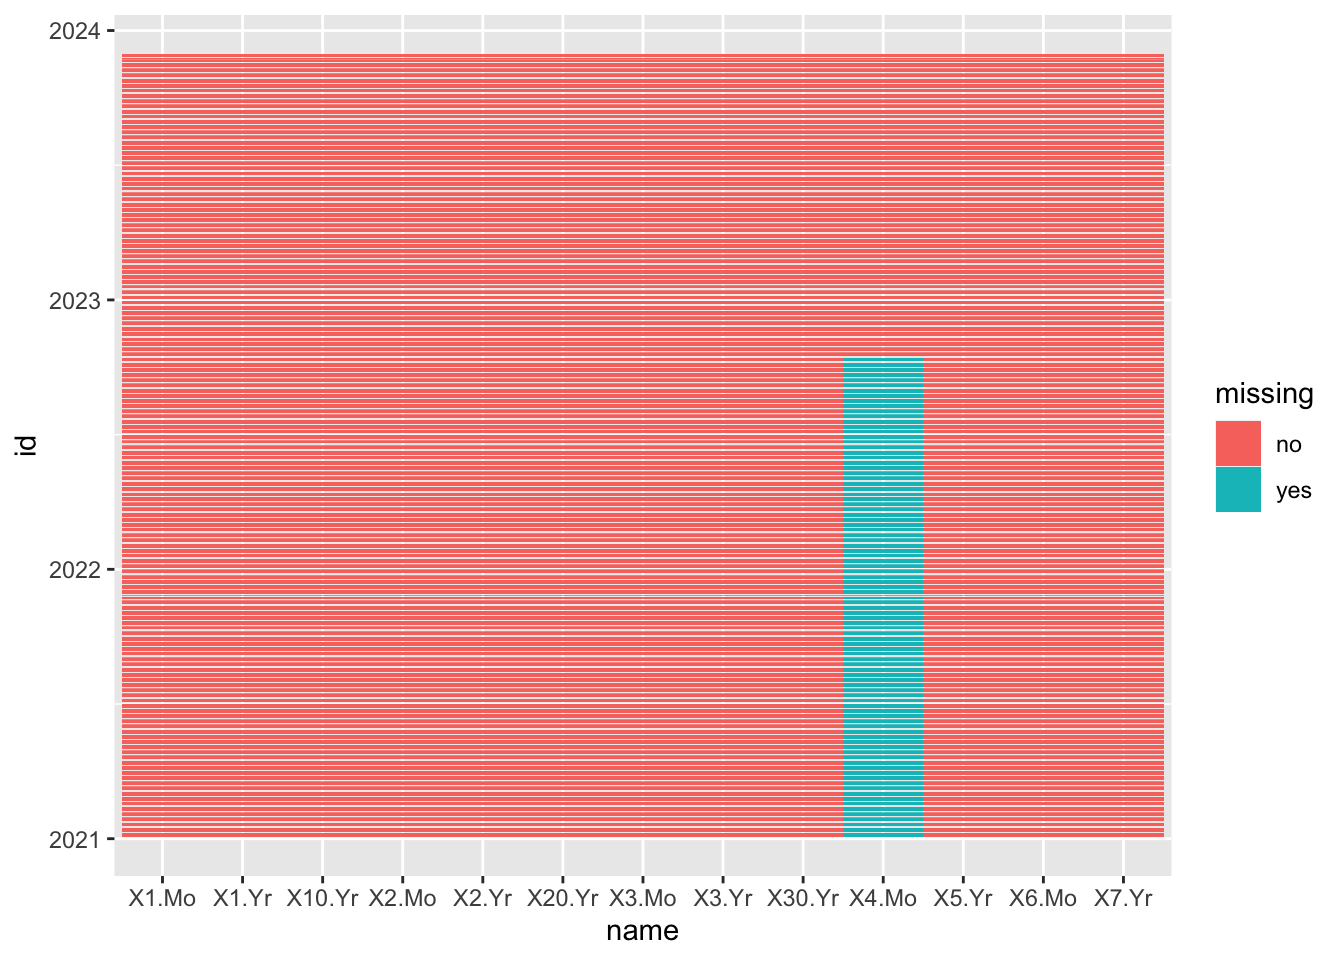 2024
2023
2022
2021
id
X1.Mo X1.Yr X10.Yr X2.Mo X2.Yr X20.Yr X3.Mo X3.Yr X30.Yr X4.Mo X5.Yr X6.Mo X7.Yr
name
missing
no
yes